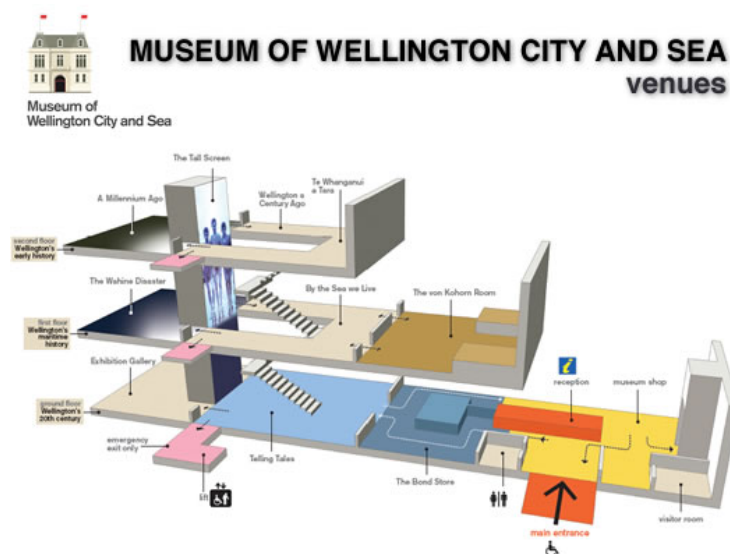 MUSEUM OF WELLINGTON CITY AND SEA
venues
Museum of
Wellington City and Sea
The Tall Screen
A Millennium Ago
Wellington a
Century Ago
Te Whanganui
a Tara
second floor
Wellington's
early history
The Wahine Disaster
By the Sea we Live
The von Kohorn Room
first floor
Wellington's
maritime
history
Exhibition Gallery
i
reception
museum shop
ground floor
Wellington's
20th century
emergency
exit only
lift
Telling Tales
The Bond Store
main entrance
visitor room